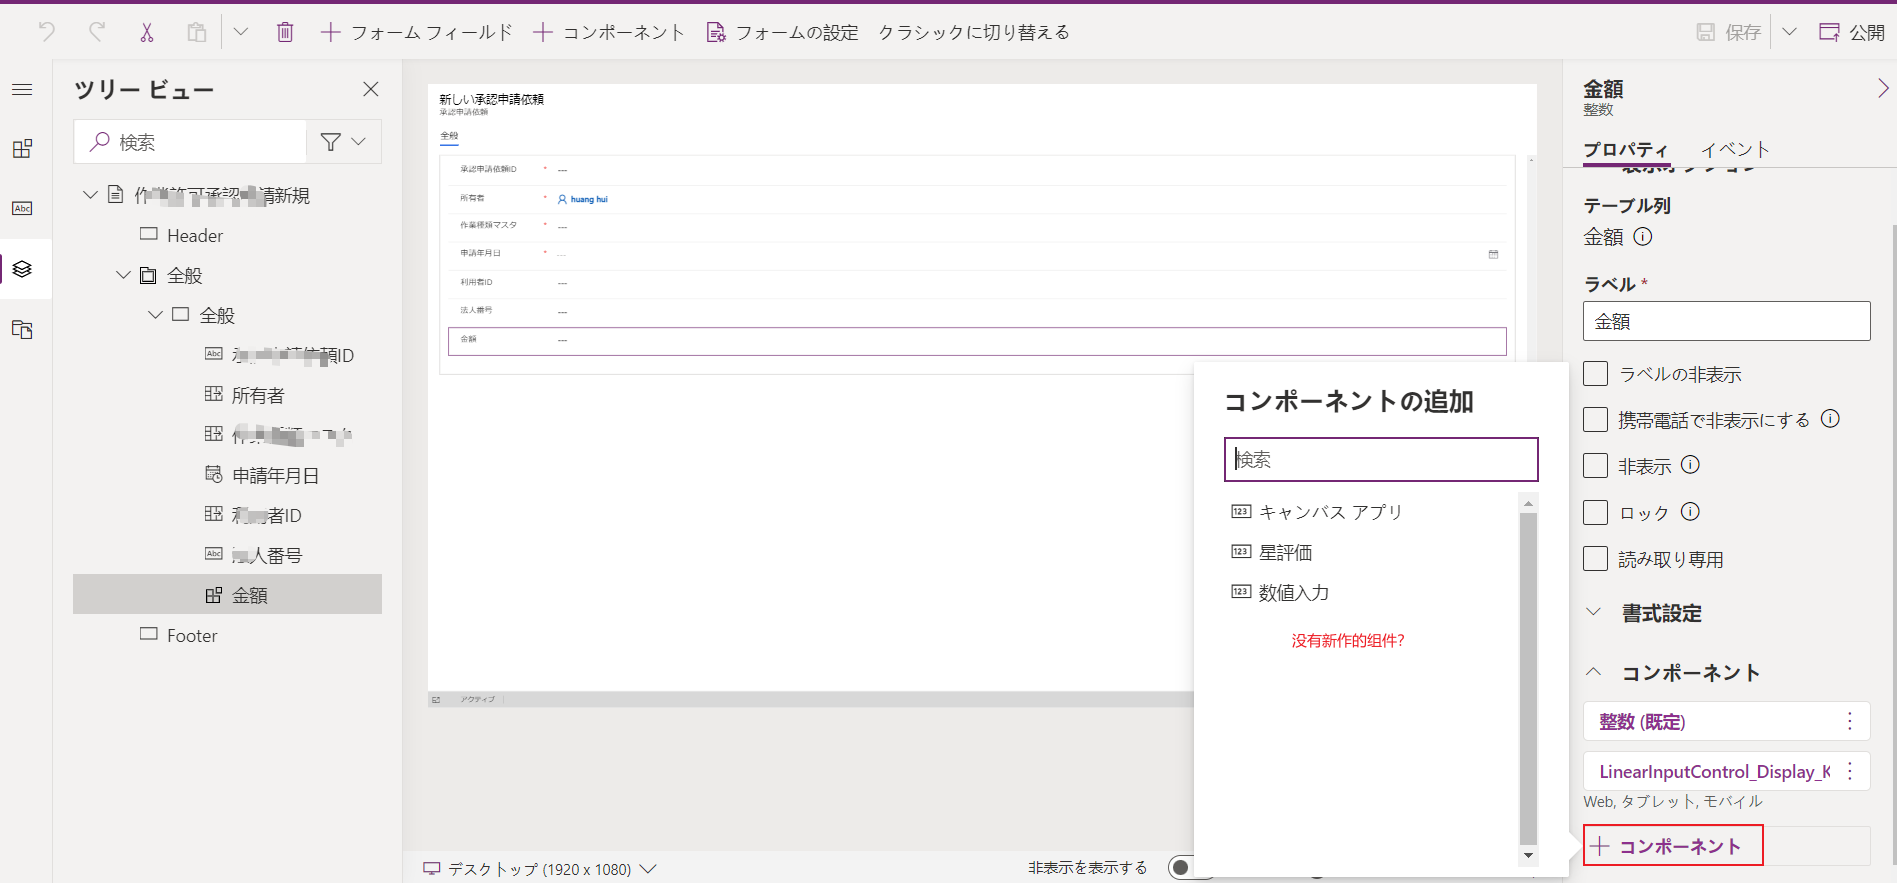 フォーム フィールド
コンポーネント
フォームの設定
クラシックに切り替える
保存
公開
ツリー ビュー
検索
請新規
Header
全般
全般
ID
所有者
申請年月日
者ID
人番号
金額
Footer
新しい承認申請依頼
承認申請依頼
全般
承認申請依頼ID * ---
所有者 * huang hui
作業種類マスタ * ---
申請年月日 * ---
利用者ID ---
法人番号 ---
金額 ---
アクティブ
デスクトップ (1920 x 1080)
非表示を表示する
コンポーネントの追加
検索
キャンバス アプリ
星評価
数値入力
没有新作的组件?
金額
整数
プロパティ
イベント
表示オプション
テーブル列
金額
ラベル *
金額
ラベルの非表示
携帯電話で非表示にする
非表示
ロック
読み取り専用
書式設定
コンポーネント
整数 (既定)
LinearInputControl_Display_K
Web, タブレット, モバイル
コンポーネント